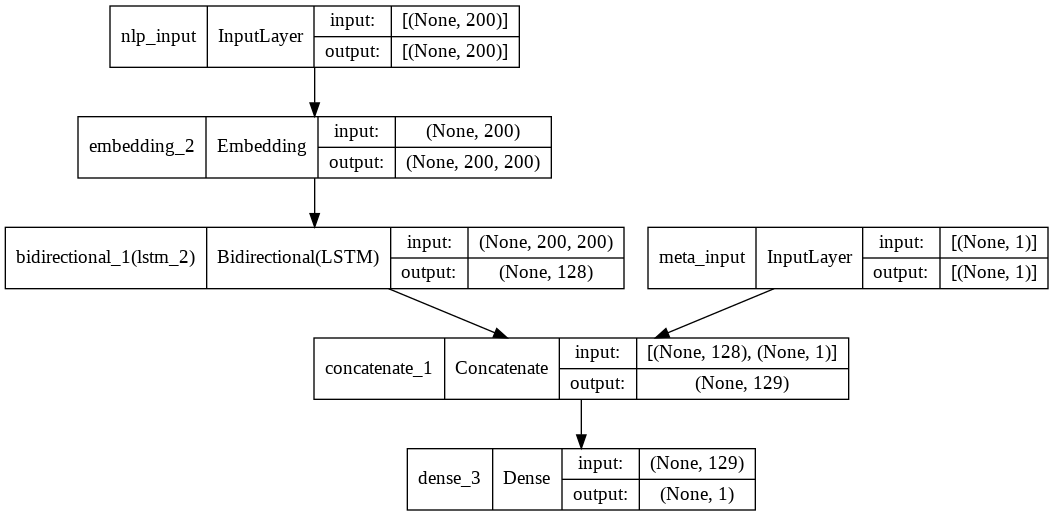 nlp_input InputLayer input: [(None, 200)]
output: [(None, 200)]
embedding_2 Embedding input: (None, 200)
output: (None, 200, 200)
bidirectional_1(lstm_2) Bidirectional(LSTM) input: (None, 200, 200)
output: (None, 128)
meta_input InputLayer input: [(None, 1)]
output: [(None, 1)]
concatenate_1 Concatenate input: [(None, 128), (None, 1)]
output: (None, 129)
dense_3 Dense input: (None, 129)
output: (None, 1)